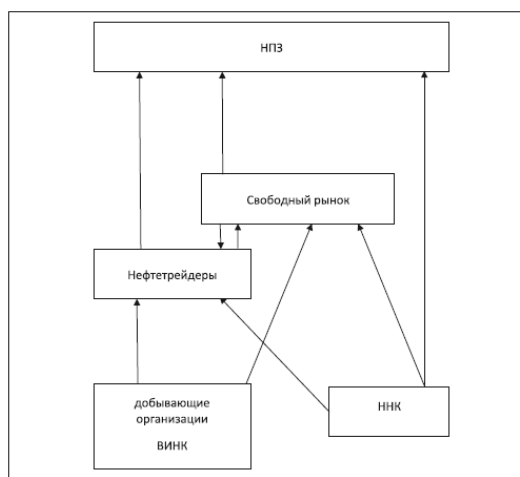 НПЗ
Свободный рынок
Нефтетрейдеры
добывающие
организации
ВИНК
ННК